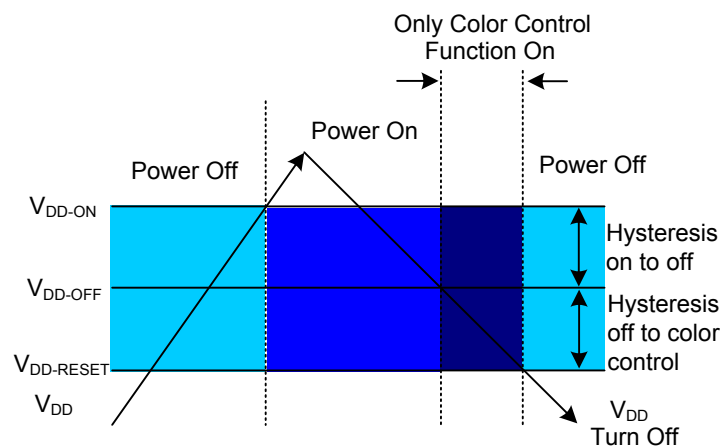 Only Color Control
Function On
Power On
Power Off
Power Off
VDD-ON
Hysteresis
on to off
VDD-OFF
Hysteresis
off to color
control
VDD-RESET
VDD
VDD
Turn Off